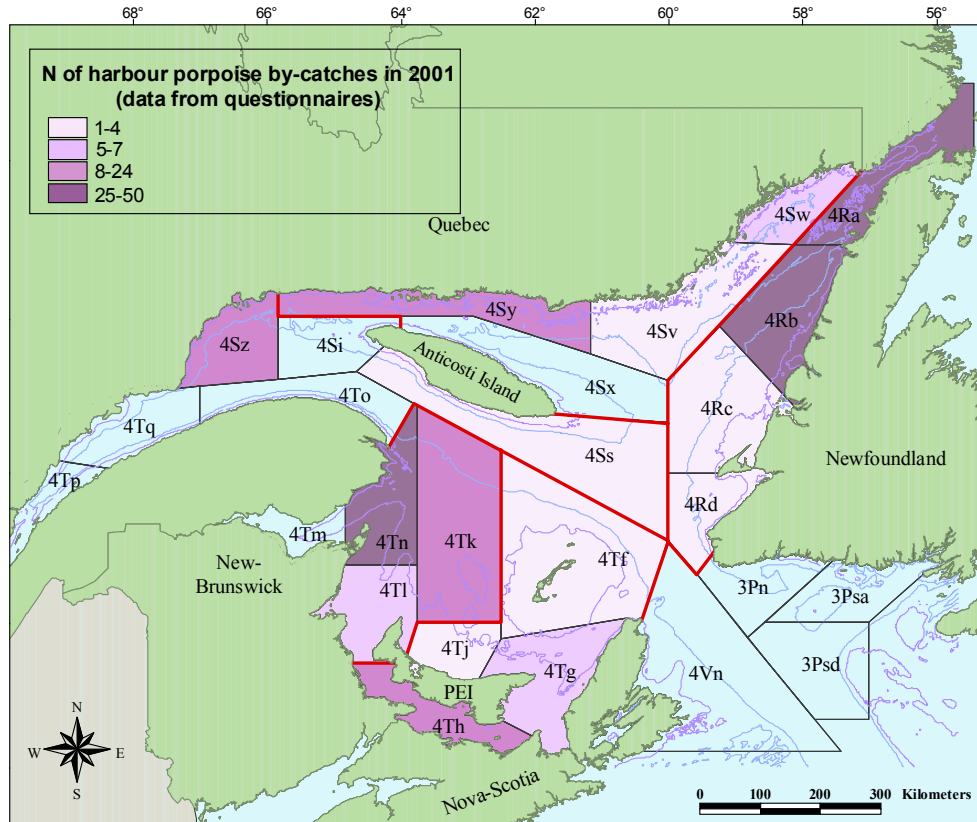 68° 66° 64° 62° 60° 58° 56°
N of harbour porpoise by-catches in 2001
(data from questionnaires)
1-4
5-7
8-24
25-50
Quebec
4Sw
4Ra
4Sy
4Sv
4Rb
4Sz
4Si
Anticosti Island
4Sx
4To
4Rc
4Tq
4Ss
Newfoundland
4Tp
4Rd
4Tm
4Tn
4Tk
4Tf
New-
Brunswick
4Tl
3Pn
3Psa
4Tj
4Tg
4Vn
3Psd
PEI
4Th
N
W E
S
Nova-Scotia
0 100 200 300 Kilometers